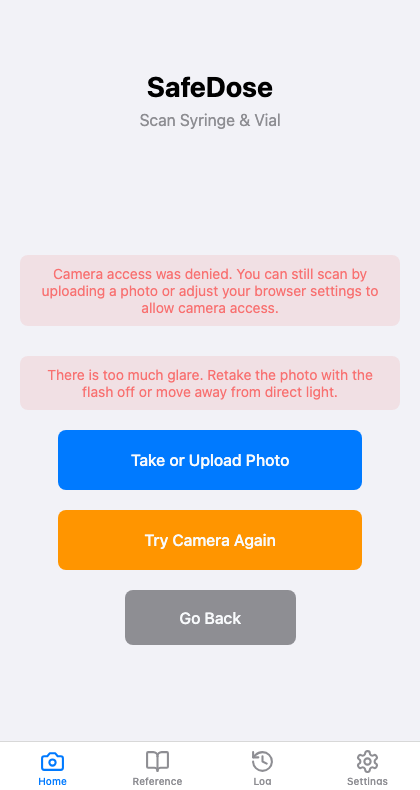 SafeDose
Scan Syringe & Vial
Camera access was denied. You can still scan by
uploading a photo or adjust your browser settings to
allow camera access.
There is too much glare. Retake the photo with the
flash off or move away from direct light.
Take or Upload Photo
Try Camera Again
Go Back
Home
Reference
Log
Settings